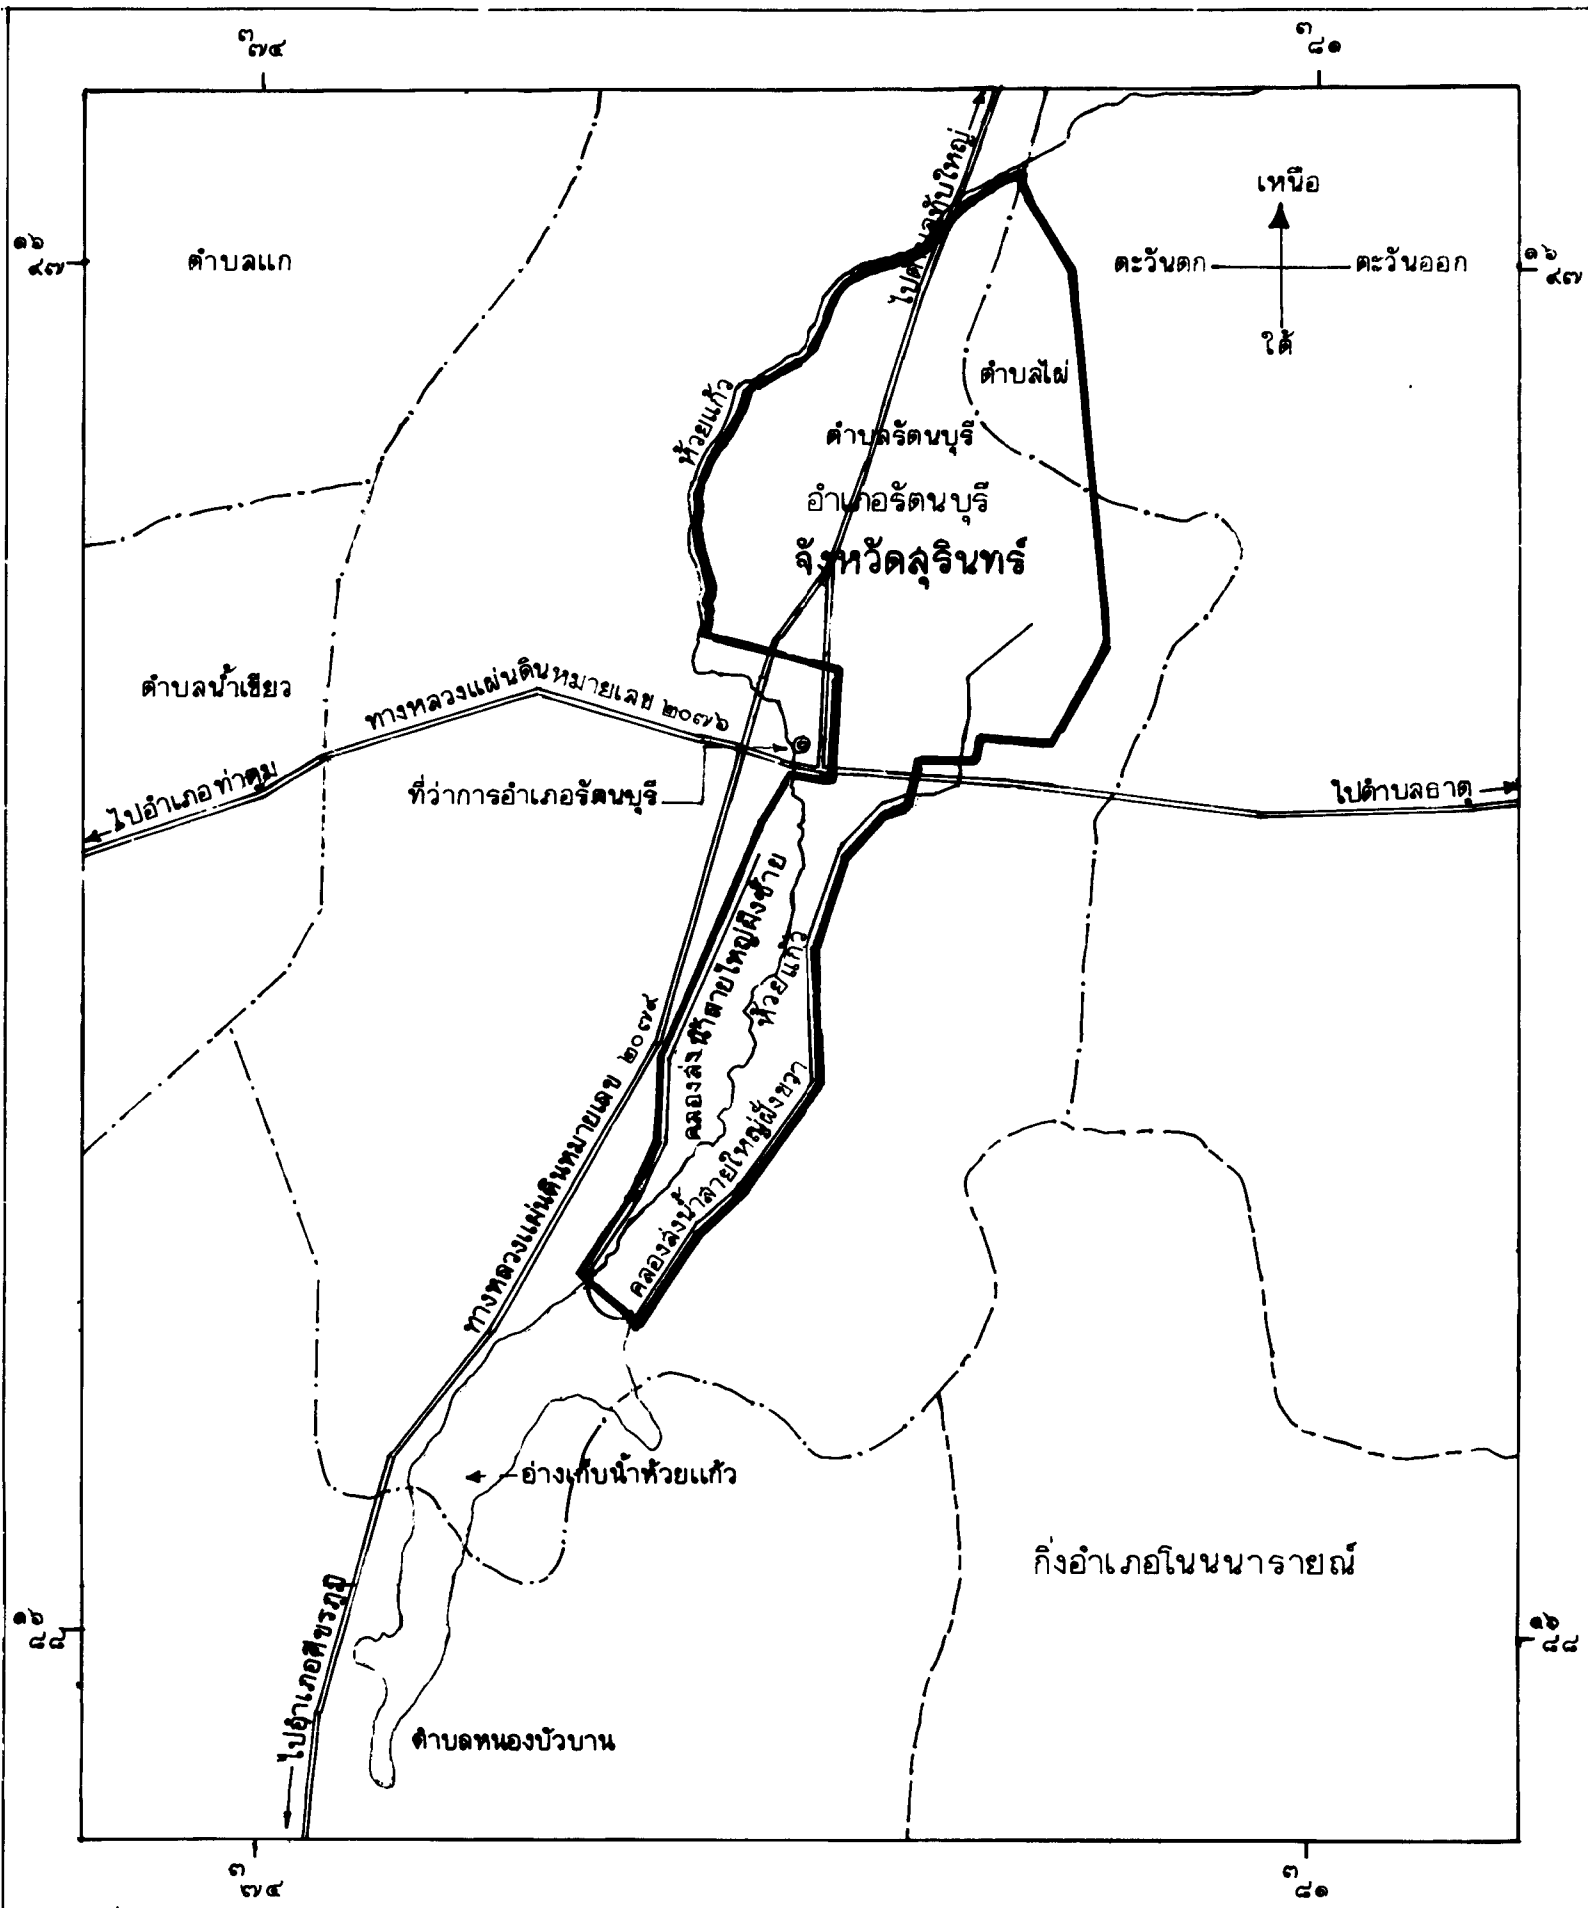 ๓๗๔
๓๘๑
เหนือ
ตะวันตก
ตะวันออก
ใต้
๑๖๙๗
๑๖๙๗
ตำบลแก
ไปตำบลทับใหญ่
ตำบลไผ่
ห้วยแก้ว
ตำบลรัตนบุรี
อำเภอรัตนบุรี
จังหวัดสุรินทร์
ตำบลน้ำเขียว
ทางหลวงแผ่นดินหมายเลข ๒๐๗๖
ไปอำเภอท่าตูม
ที่ว่าการอำเภอรัตนบุรี
ไปตำบลธาตุ
คลองส่งน้ำสายใหญ่ฝั่งซ้าย
ห้วยแก้ว
ทางหลวงแผ่นดินหมายเลข ๒๐๗๙
คลองส่งน้ำสายใหญ่ฝั่งขวา
อ่างเก็บน้ำห้วยแก้ว
กิ่งอำเภอโนนนารายณ์
๑๖๘๘
๑๖๘๘
ไปอำเภอศีขรภูมิ
ตำบลหนองบัวบาน
๓๗๔
๓๘๑